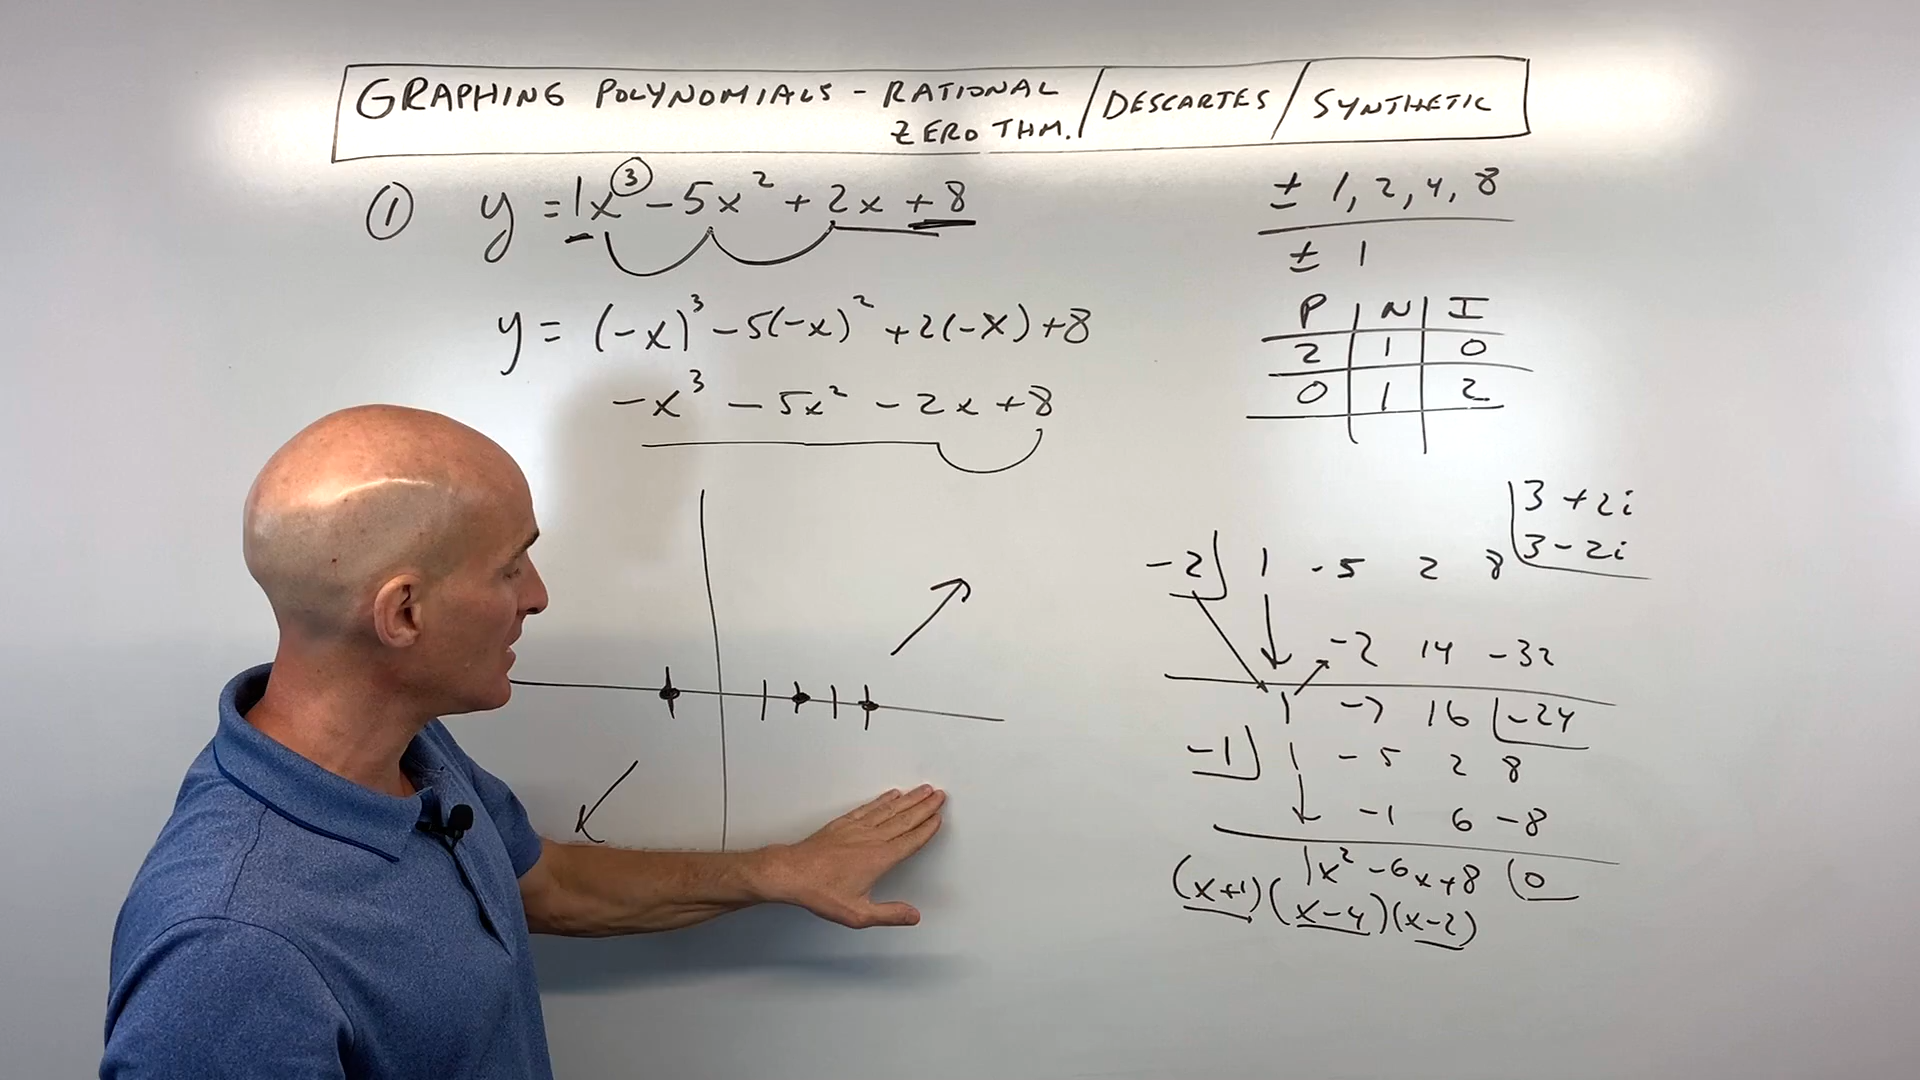 GRAPHING POLYNOMIALS - RATIONAL ZERO THM. / DESCARTES / SYNTHETIC
① y = 1x³ - 5x² + 2x + 8
y = (-x)³ - 5(-x)² + 2(-x) + 8
-x³ - 5x² - 2x + 8
± 1, 2, 4, 8
± 1
P | N | I
2 | 1 | 0
0 | 1 | 2
3 + 2i
3 - 2i
-2 1 -5 2 8
-2 14 -32
1 -7 16 -24
-1 1 -5 2 8
-1 6 -8
1x² - 6x + 8 0
(x+1)(x-4)(x-2)